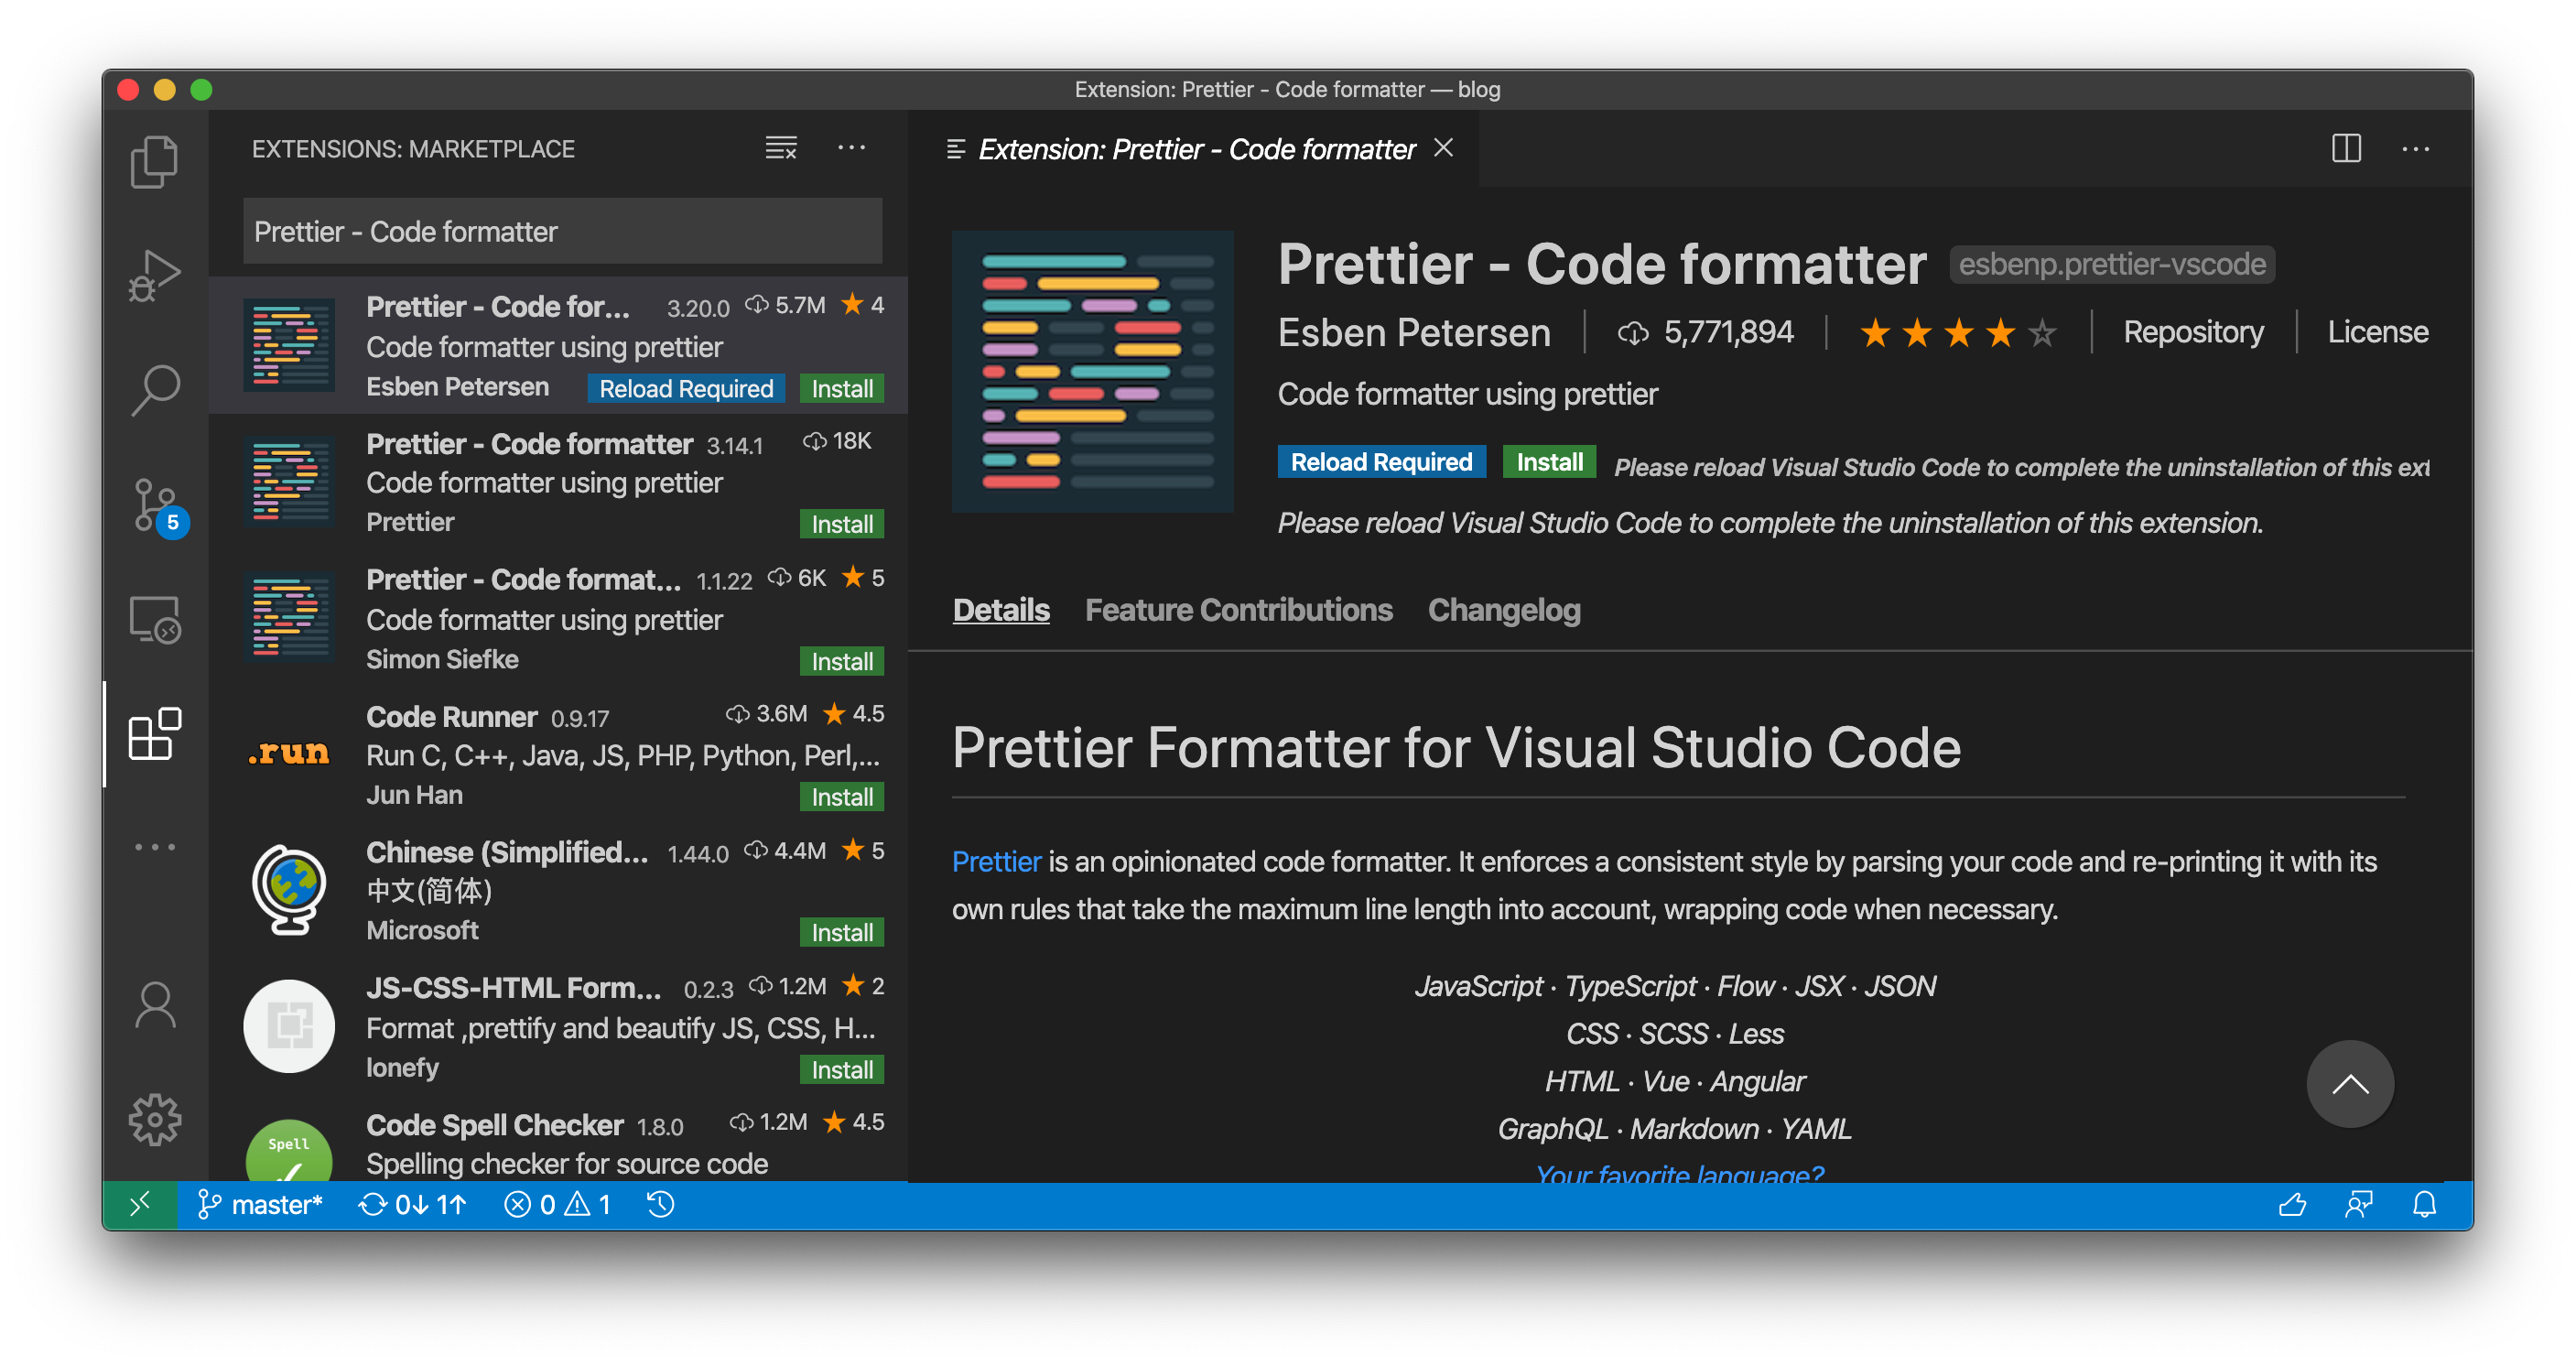 Extension: Prettier - Code formatter — blog
EXTENSIONS: MARKETPLACE
Prettier - Code formatter
Prettier - Code for... 3.20.0 5.7M ★ 4
Code formatter using prettier
Esben Petersen Reload Required Install
Prettier - Code formatter 3.14.1 18K
Code formatter using prettier
Prettier Install
Prettier - Code format... 1.1.22 6K ★ 5
Code formatter using prettier
Simon Siefke Install
.run
Code Runner 0.9.17 3.6M ★ 4.5
Run C, C++, Java, JS, PHP, Python, Perl,...
Jun Han Install
Chinese (Simplified... 1.44.0 4.4M ★ 5
中文(简体)
Microsoft Install
JS-CSS-HTML Form... 0.2.3 1.2M ★ 2
Format ,prettify and beautify JS, CSS, H...
lonefy Install
Spell
Code Spell Checker 1.8.0 1.2M ★ 4.5
Spelling checker for source code
5
Extension: Prettier - Code formatter
Prettier - Code formatter esbenp.prettier-vscode
Esben Petersen | 5,771,894 | ★★★★☆ | Repository | License
Code formatter using prettier
Reload Required Install Please reload Visual Studio Code to complete the uninstallation of this ext
Please reload Visual Studio Code to complete the uninstallation of this extension.
Details Feature Contributions Changelog
Prettier Formatter for Visual Studio Code
Prettier is an opinionated code formatter. It enforces a consistent style by parsing your code and re-printing it with its
own rules that take the maximum line length into account, wrapping code when necessary.
JavaScript · TypeScript · Flow · JSX · JSON
CSS · SCSS · Less
HTML · Vue · Angular
GraphQL · Markdown · YAML
Your favorite language?
master* 0↓ 1↑ 0 1